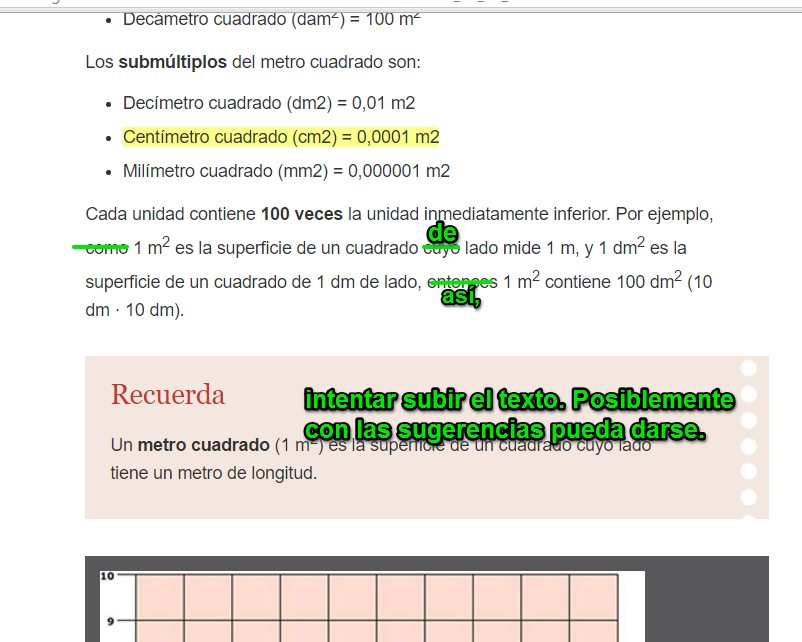 Decámetro cuadrado (dam²) = 100 m²
Los submúltiplos del metro cuadrado son:
Decímetro cuadrado (dm2) = 0,01 m2
Centímetro cuadrado (cm2) = 0,0001 m2
Milímetro cuadrado (mm2) = 0,000001 m2
Cada unidad contiene 100 veces la unidad inmediatamente inferior. Por ejemplo,
de
como 1 m² es la superficie de un cuadrado cuyo lado mide 1 m, y 1 dm² es la
superficie de un cuadrado de 1 dm de lado, entonces 1 m² contiene 100 dm² (10
así,
dm · 10 dm).
Recuerda
intentar subir el texto. Posiblemente
con las sugerencias pueda darse.
Un metro cuadrado (1 m²) es la superficie de un cuadrado cuyo lado
tiene un metro de longitud.
10
9